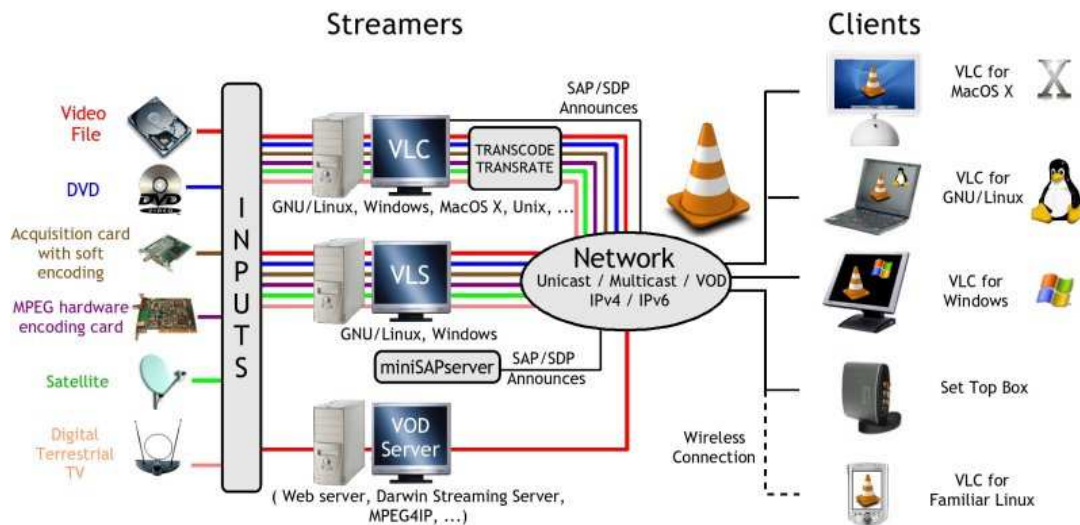 Streamers
Clients
Video
File
DVD
DVD
VIDEO
Acquisition card
with soft
encoding
MPEG hardware
encoding card
Satellite
Digital
Terrestrial
TV
INPUTS
VLC
GNU/Linux, Windows, MacOS X, Unix, ...
TRANSCODE
TRANSRATE
SAP/SDP
Announces
VLS
GNU/Linux, Windows
miniSAPserver
SAP/SDP
Announces
VOD
Server
( Web server, Darwin Streaming Server,
MPEG4IP, ...)
Network
Unicast / Multicast / VOD
IPv4 / IPv6
Wireless
Connection
VLC for
MacOS X
X
VLC for
GNU/Linux
VLC for
Windows
Set Top Box
VLC for
Familiar Linux